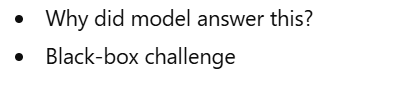 • Why did model answer this?
• Black-box challenge